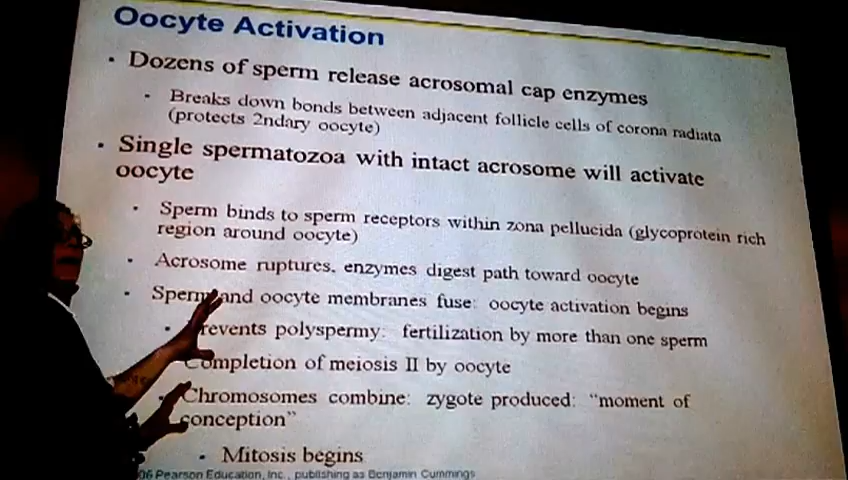 Oocyte Activation
• Dozens of sperm release acrosomal cap enzymes
• Breaks down bonds between adjacent follicle cells of corona radiata
(protects 2ndary oocyte)
• Single spermatozoa with intact acrosome will activate
oocyte
• Sperm binds to sperm receptors within zona pellucida (glycoprotein rich
region around oocyte)
• Acrosome ruptures, enzymes digest path toward oocyte
• Sperm and oocyte membranes fuse: oocyte activation begins
• revents polyspermy: fertilization by more than one sperm
Completion of meiosis II by oocyte
• Chromosomes combine: zygote produced: “moment of
conception”
• Mitosis begins
06 Pearson Education, Inc., publishing as Benjamin Cummings